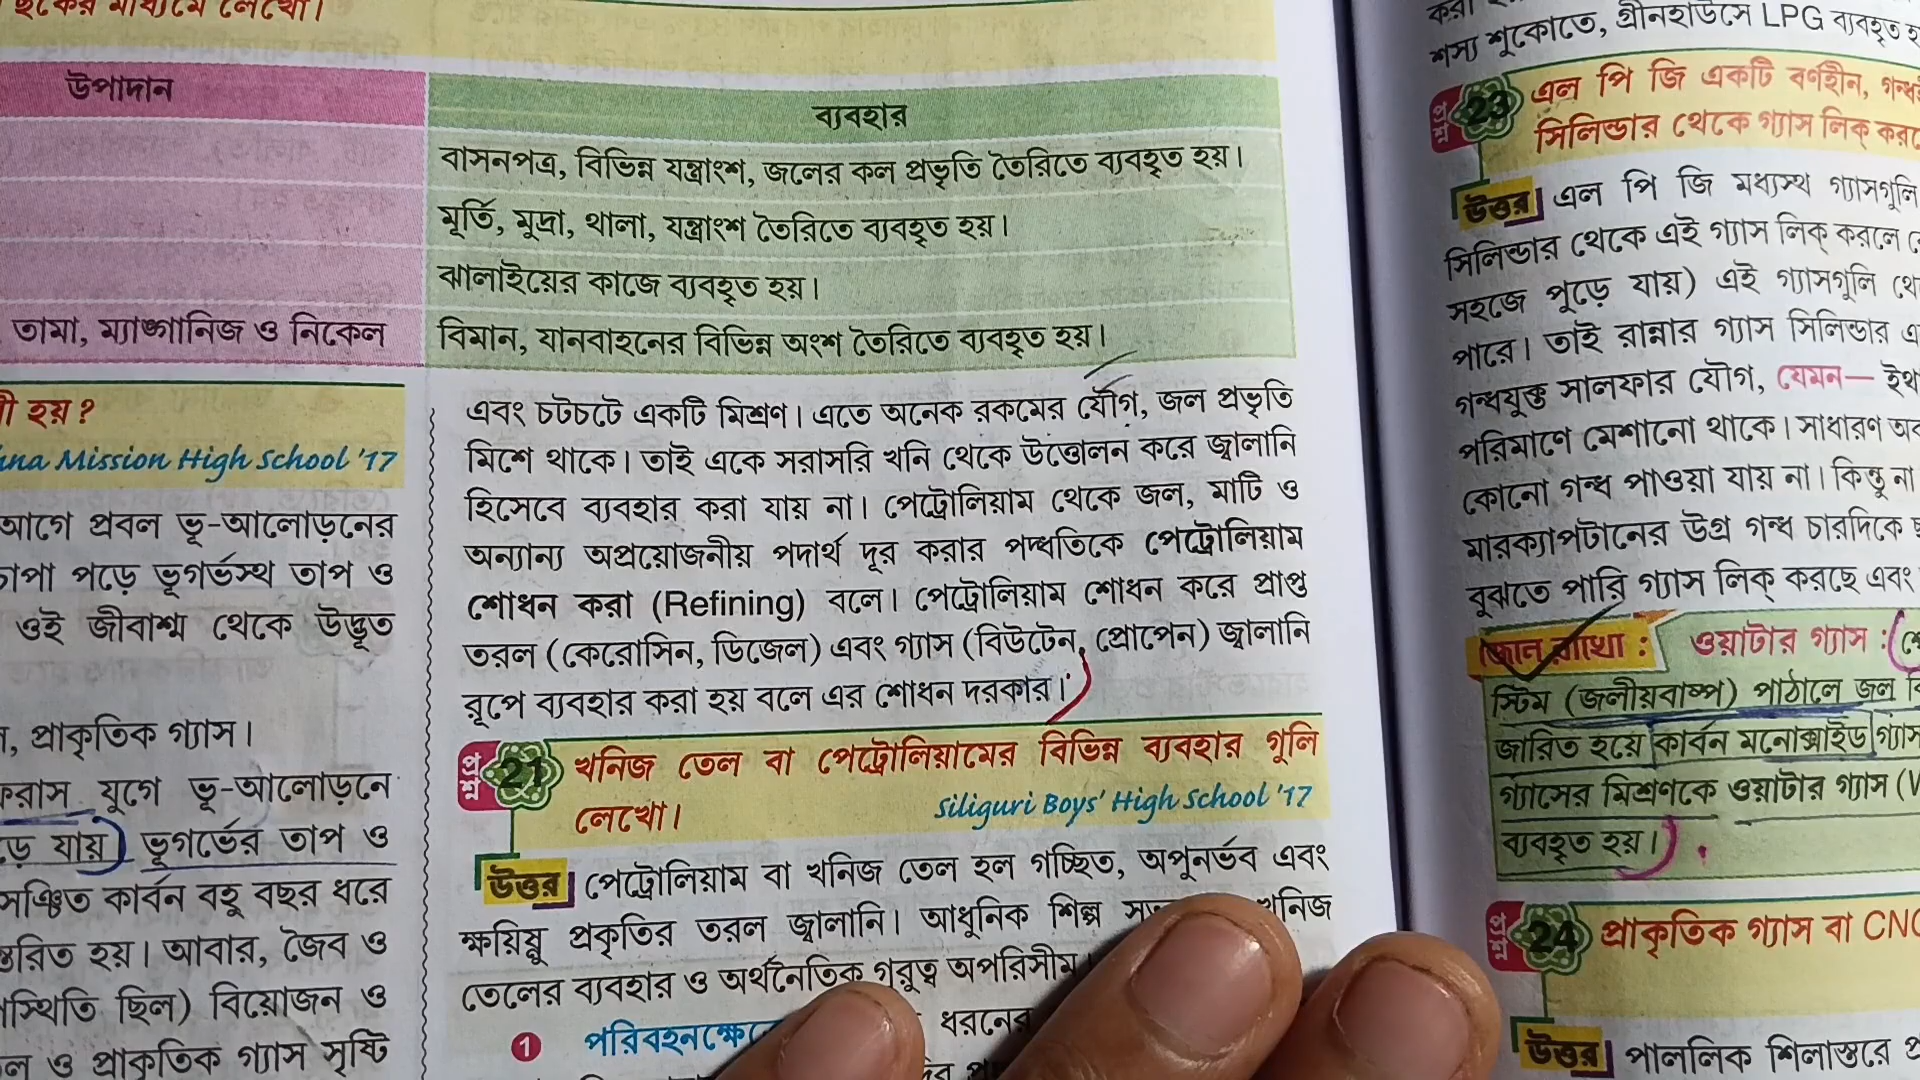 ছকের মাধ্যমে লেখো।
উপাদান
ব্যবহার
বাসনপত্র, বিভিন্ন যন্ত্রাংশ, জলের কল প্রভৃতি তৈরিতে ব্যবহৃত হয়।
মূর্তি, মুদ্রা, থালা, যন্ত্রাংশ তৈরিতে ব্যবহৃত হয়।
ঝালাইয়ের কাজে ব্যবহৃত হয়।
তামা, ম্যাঙ্গানিজ ও নিকেল
বিমান, যানবাহনের বিভিন্ন অংশ তৈরিতে ব্যবহৃত হয়।
হয়?
Mission High School '17
আগে প্রবল ভূ-আলোড়নের
চাপা পড়ে ভূগর্ভস্থ তাপ ও
ওই জীবাশ্ম থেকে উদ্ভূত
প্রাকৃতিক গ্যাস।
যুগে ভূ-আলোড়নে
যায়) ভূগর্ভের তাপ ও
সঞ্চিত কার্বন বহু বছর ধরে
হয়। আবার, জৈব ও
ছিল) বিয়োজন ও
ও প্রাকৃতিক গ্যাস সৃষ্টি
এবং চটচটে একটি মিশ্রণ। এতে অনেক রকমের যৌগ, জল প্রভৃতি
মিশে থাকে। তাই একে সরাসরি খনি থেকে উত্তোলন করে জ্বালানি
হিসেবে ব্যবহার করা যায় না। পেট্রোলিয়াম থেকে জল, মাটি ও
অন্যান্য অপ্রয়োজনীয় পদার্থ দূর করার পদ্ধতিকে পেট্রোলিয়াম
শোধন করা (Refining) বলে। পেট্রোলিয়াম শোধন করে প্রাপ্ত
তরল (কেরোসিন, ডিজেল) এবং গ্যাস (বিউটেন, প্রোপেন) জ্বালানি
রূপে ব্যবহার করা হয় বলে এর শোধন দরকার।
প্রশ্ন 21 খনিজ তেল বা পেট্রোলিয়ামের বিভিন্ন ব্যবহার গুলি
লেখো। Siliguri Boys' High School '17
উত্তর পেট্রোলিয়াম বা খনিজ তেল হল গচ্ছিত, অপুনর্ভব এবং
ক্ষয়িষ্ণু প্রকৃতির তরল জ্বালানি। আধুনিক শিল্প খনিজ
তেলের ব্যবহার ও অর্থনৈতিক গুরুত্ব অপরিসীম।
1 ধরনের
শস্য শুকোতে, গ্রীনহাউসে LPG ব্যবহৃত
প্রশ্ন 23 এল পি জি একটি বর্ণহীন,
সিলিন্ডার থেকে গ্যাস লিক্
উত্তর এল পি জি মধ্যস্থ গ্যাসগুলি
সিলিন্ডার থেকে এই গ্যাস লিক্ করলে
সহজে পুড়ে যায়) এই গ্যাসগুলি
পারে। তাই রান্নার গ্যাস সিলিন্ডার
গন্ধযুক্ত সালফার যৌগ, যেমন—
পরিমাণে মেশানো থাকে। সাধারণ
কোনো গন্ধ পাওয়া যায় না। কিন্তু
মারক্যাপটানের উগ্র গন্ধ চারদিকে
বুঝতে পারি গ্যাস লিক্ করছে এবং
জেনে রাখো : ওয়াটার গ্যাস :
স্টিম (জলীয়বাষ্প) পাঠালে জল
জারিত হয়ে কার্বন মনোক্সাইড গ্যাস
গ্যাসের মিশ্রণকে ওয়াটার গ্যাস
ব্যবহৃত হয়।
প্রশ্ন 24 প্রাকৃতিক গ্যাস বা
উত্তর পাললিক শিলাস্তরে